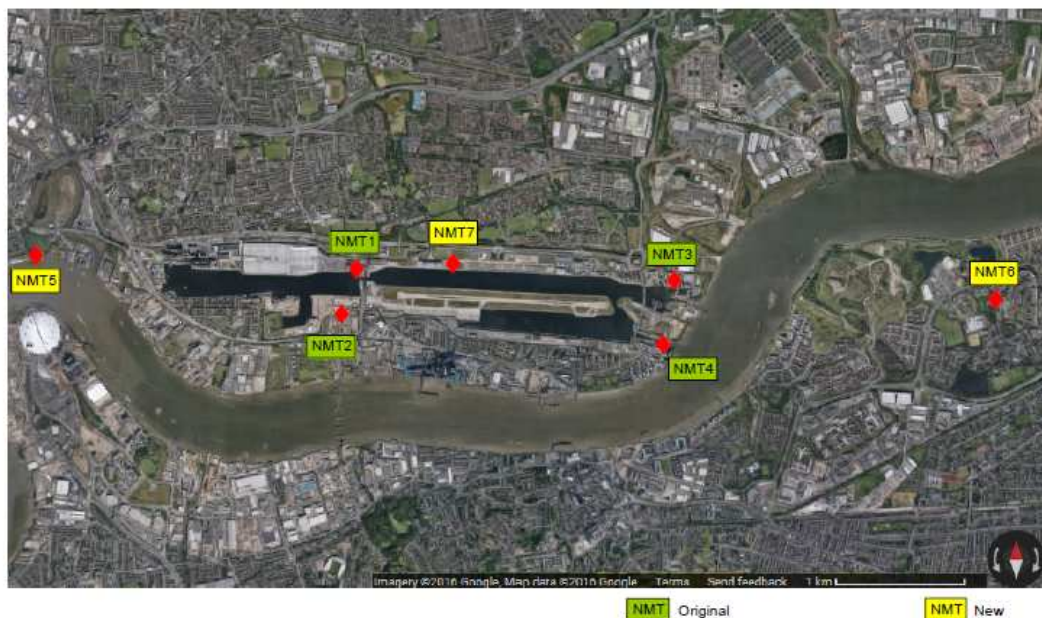 NMT1
NMT7
NMT3
NMT5
NMT6
NMT2
NMT4
Imagery ©2016 Google, Map data ©2016 Google Terms Send feedback 1 km
NMT Original NMT New